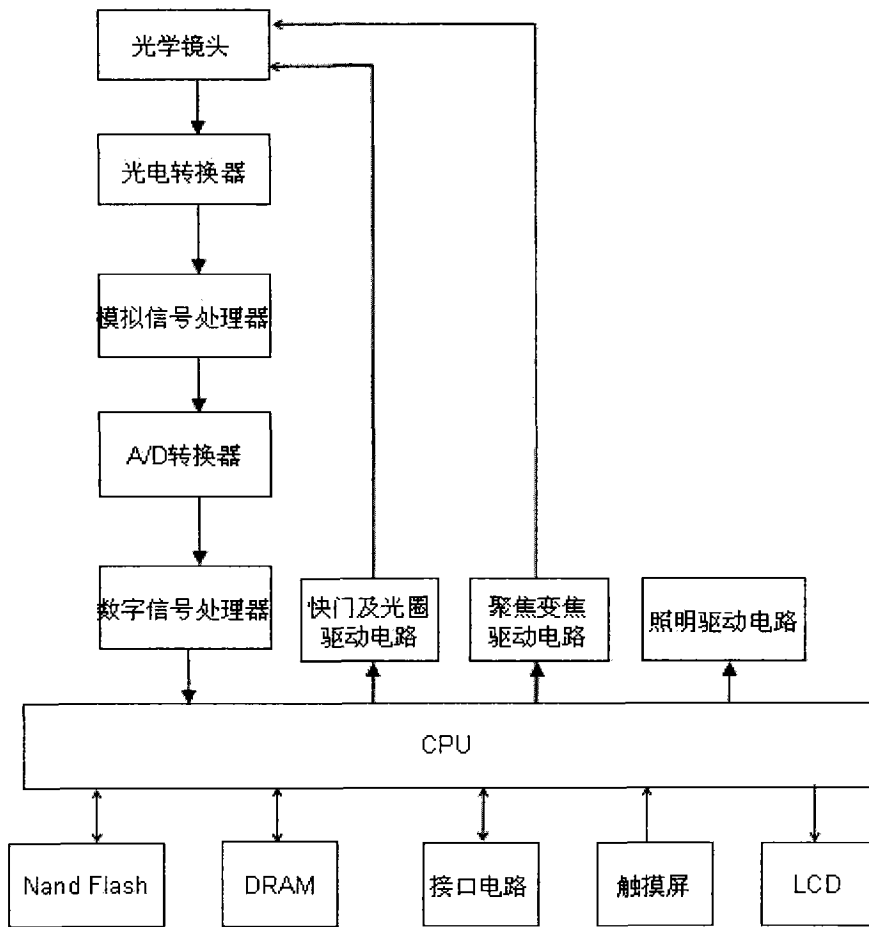 光学镜头
光电转换器
模拟信号处理器
A/D转换器
数字信号处理器
快门及光圈
驱动电路
聚焦变焦
驱动电路
照明驱动电路
CPU
Nand Flash
DRAM
接口电路
触摸屏
LCD